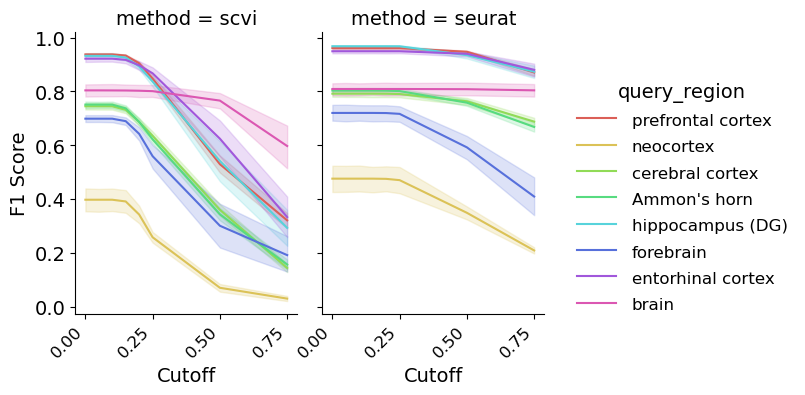 method = scvi
method = seurat
F1 Score
1.0
0.8
0.6
0.4
0.2
0.0
0.00
0.25
0.50
0.75
Cutoff
0.00
0.25
0.50
0.75
Cutoff
query_region
prefrontal cortex
neocortex
cerebral cortex
Ammon's horn
hippocampus (DG)
forebrain
entorhinal cortex
brain